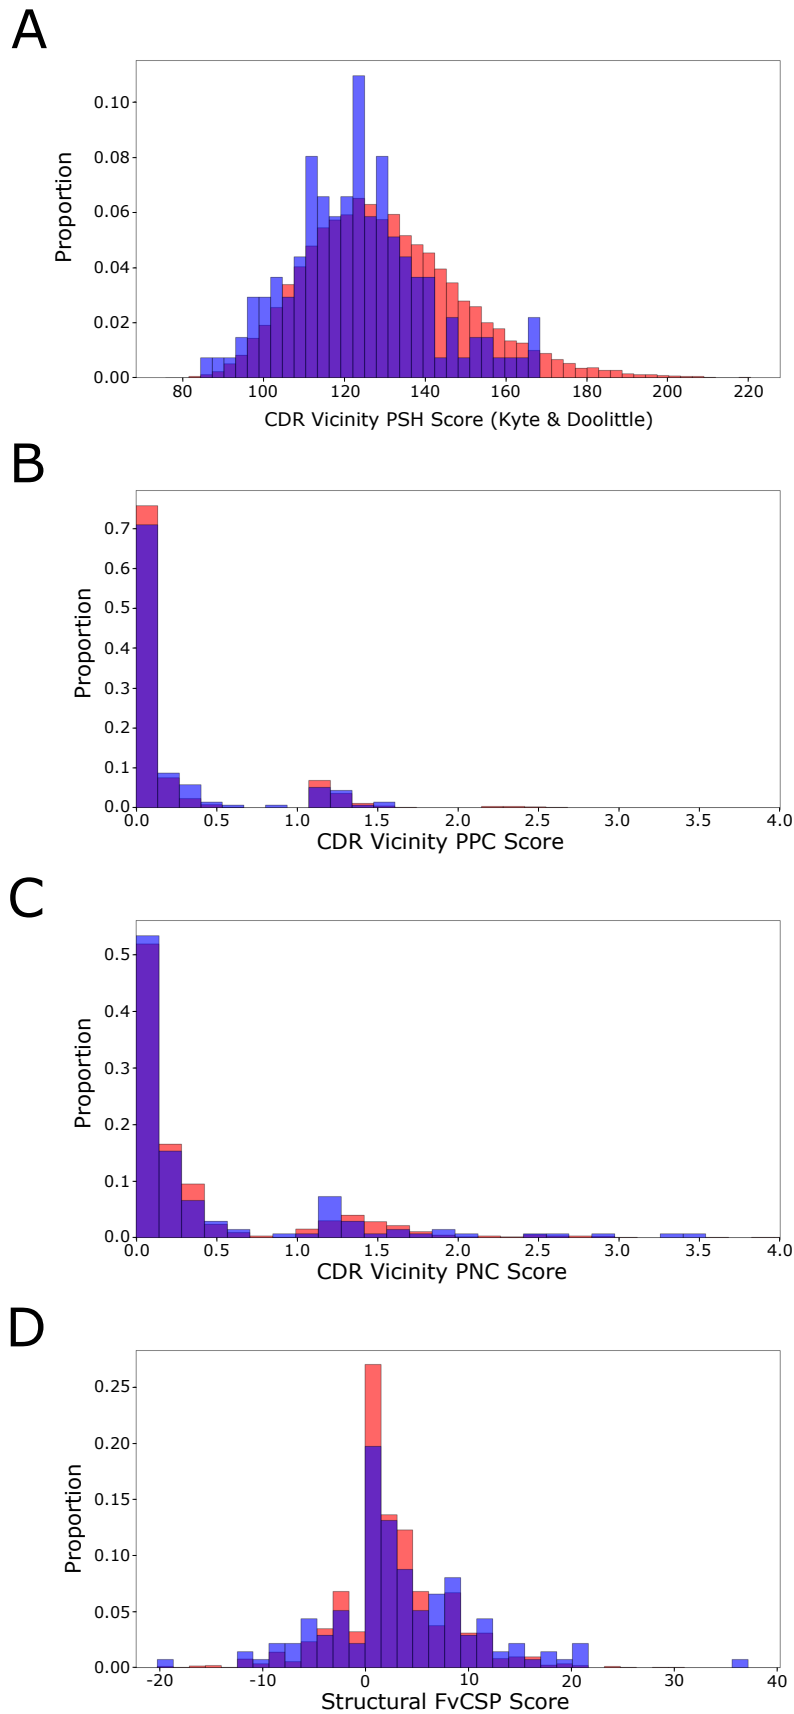 A
Proportion
0.10
0.08
0.06
0.04
0.02
0.00
80 100 120 140 160 180 200 220
CDR Vicinity PSH Score (Kyte & Doolittle)
B
Proportion
0.7
0.6
0.5
0.4
0.3
0.2
0.1
0.0
0.0 0.5 1.0 1.5 2.0 2.5 3.0 3.5 4.0
CDR Vicinity PPC Score
C
Proportion
0.5
0.4
0.3
0.2
0.1
0.0
0.0 0.5 1.0 1.5 2.0 2.5 3.0 3.5 4.0
CDR Vicinity PNC Score
D
Proportion
0.25
0.20
0.15
0.10
0.05
0.00
-20 -10 0 10 20 30 40
Structural FvCSP Score